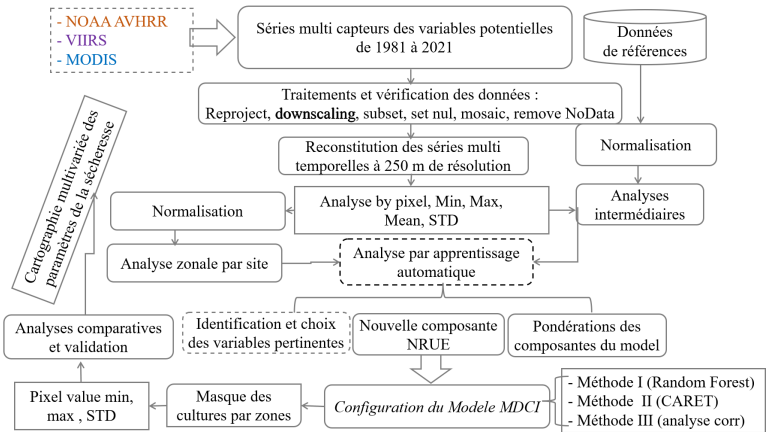 - NOAA AVHRR
- VIIRS
- MODIS
Séries multi capteurs des variables potentielles
de 1981 à 2021
Données
de références
Traitements et vérification des données :
Reproject, downscaling, subset, set nul, mosaic, remove NoData
Reconstitution des séries multi
temporelles à 250 m de résolution
Normalisation
Analyse by pixel, Min, Max,
Mean, STD
Analyses
intermédiaires
Normalisation
Analyse zonale par site
Analyse par apprentissage
automatique
Cartographie multivariée des
paramètres de la sécheresse
Identification et choix
des variables pertinentes
Nouvelle composante
NRUE
Pondérations des
composantes du model
Analyses comparatives
et validation
Pixel value min,
max , STD
Masque des
cultures par zones
Configuration du Modele MDCI
- Méthode I (Random Forest)
- Méthode  II (CARET)
- Méthode III (analyse corr)